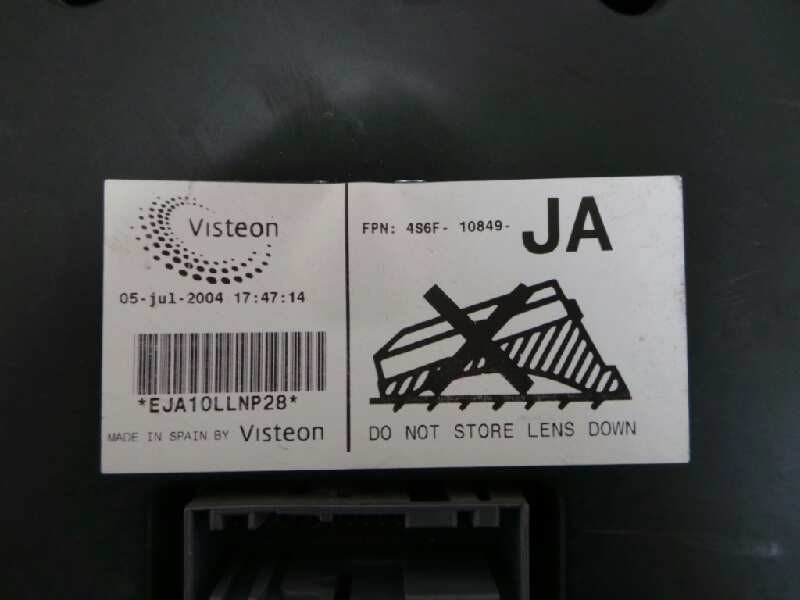 Visteon
05-jul-2004 17:47:14
*EJA10LLNP28*
MADE IN SPAIN BY Visteon
FPN: 4S6F- 10849- JA
DO NOT STORE LENS DOWN